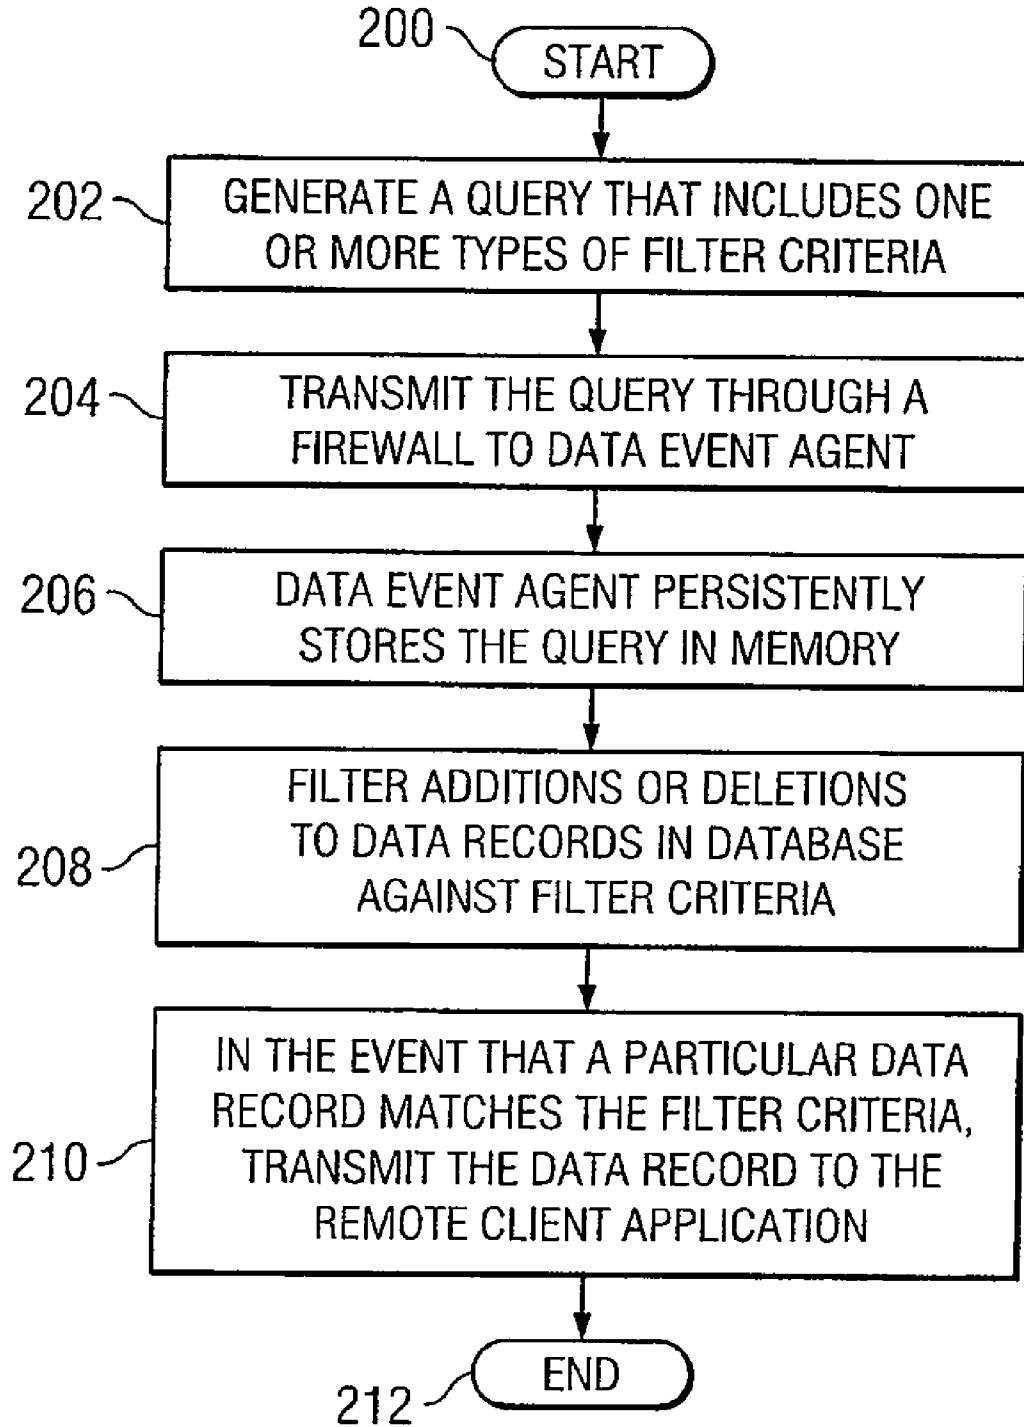 200
START
202
GENERATE A QUERY THAT INCLUDES ONE
OR MORE TYPES OF FILTER CRITERIA
204
TRANSMIT THE QUERY THROUGH A
FIREWALL TO DATA EVENT AGENT
206
DATA EVENT AGENT PERSISTENTLY
STORES THE QUERY IN MEMORY
208
FILTER ADDITIONS OR DELETIONS
TO DATA RECORDS IN DATABASE
AGAINST FILTER CRITERIA
210
IN THE EVENT THAT A PARTICULAR DATA
RECORD MATCHES THE FILTER CRITERIA,
TRANSMIT THE DATA RECORD TO THE
REMOTE CLIENT APPLICATION
212
END